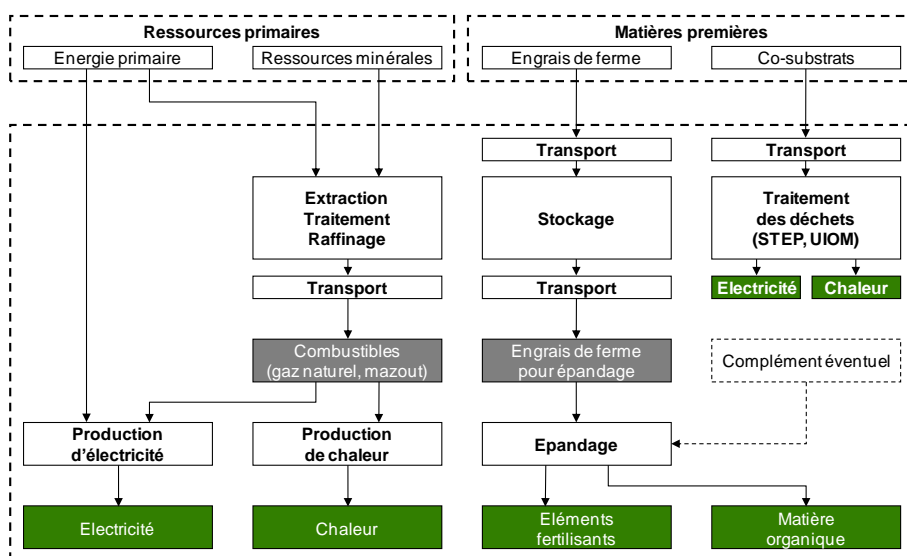 Ressources primaires
Matières premières
Energie primaire
Ressources minérales
Engrais de ferme
Co-substrats
Transport
Transport
Extraction
Traitement
Raffinage
Stockage
Traitement
des déchets
(STEP, UIOM)
Transport
Transport
Electricité
Chaleur
Combustibles
(gaz naturel, mazout)
Engrais de ferme
pour épandage
Complément éventuel
Production
d'électricité
Production
de chaleur
Epandage
Electricité
Chaleur
Eléments
fertilisants
Matière
organique